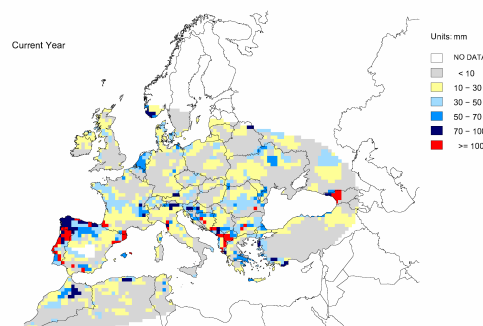 Units: mm
Current Year
NO DATA
< 10
10 - 30
30 - 50
50 - 70
70 - 100
>= 100